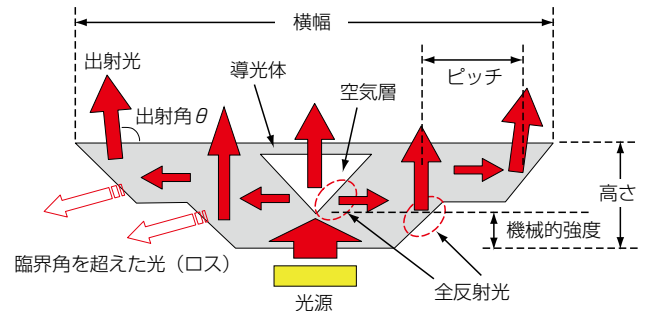 横幅
出射光
導光体
空気層
ピッチ
出射角θ
高さ
機械的強度
臨界角を超えた光（ロス）
全反射光
光源